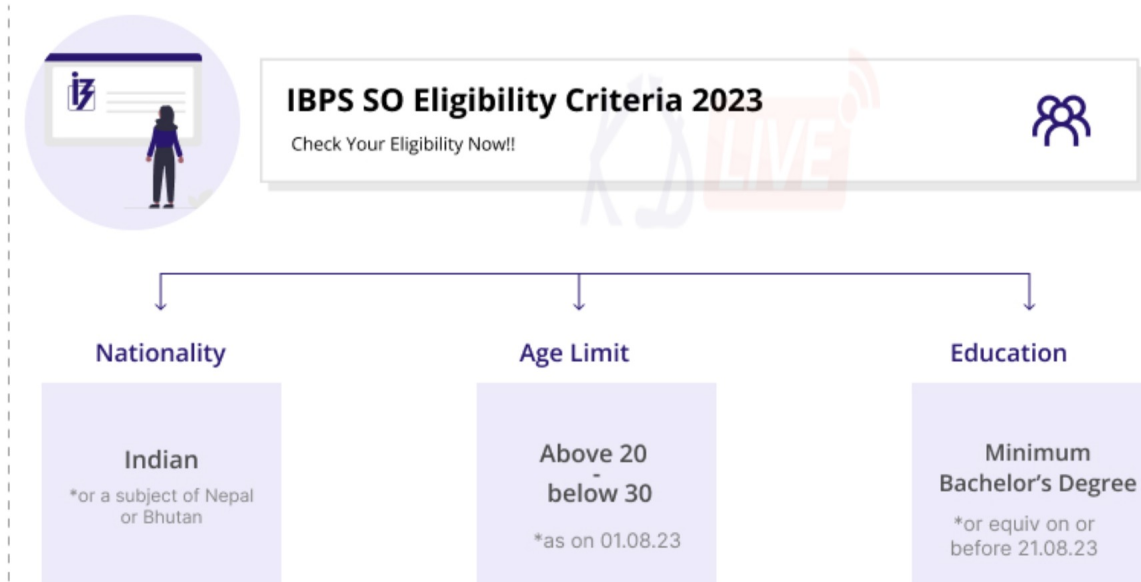 IBPS SO Eligibility Criteria 2023
Check Your Eligibility Now!!
KD LIVE
Nationality
Indian
*or a subject of Nepal
or Bhutan
Age Limit
Above 20
-
below 30
*as on 01.08.23
Education
Minimum
Bachelor's Degree
*or equiv on or
before 21.08.23